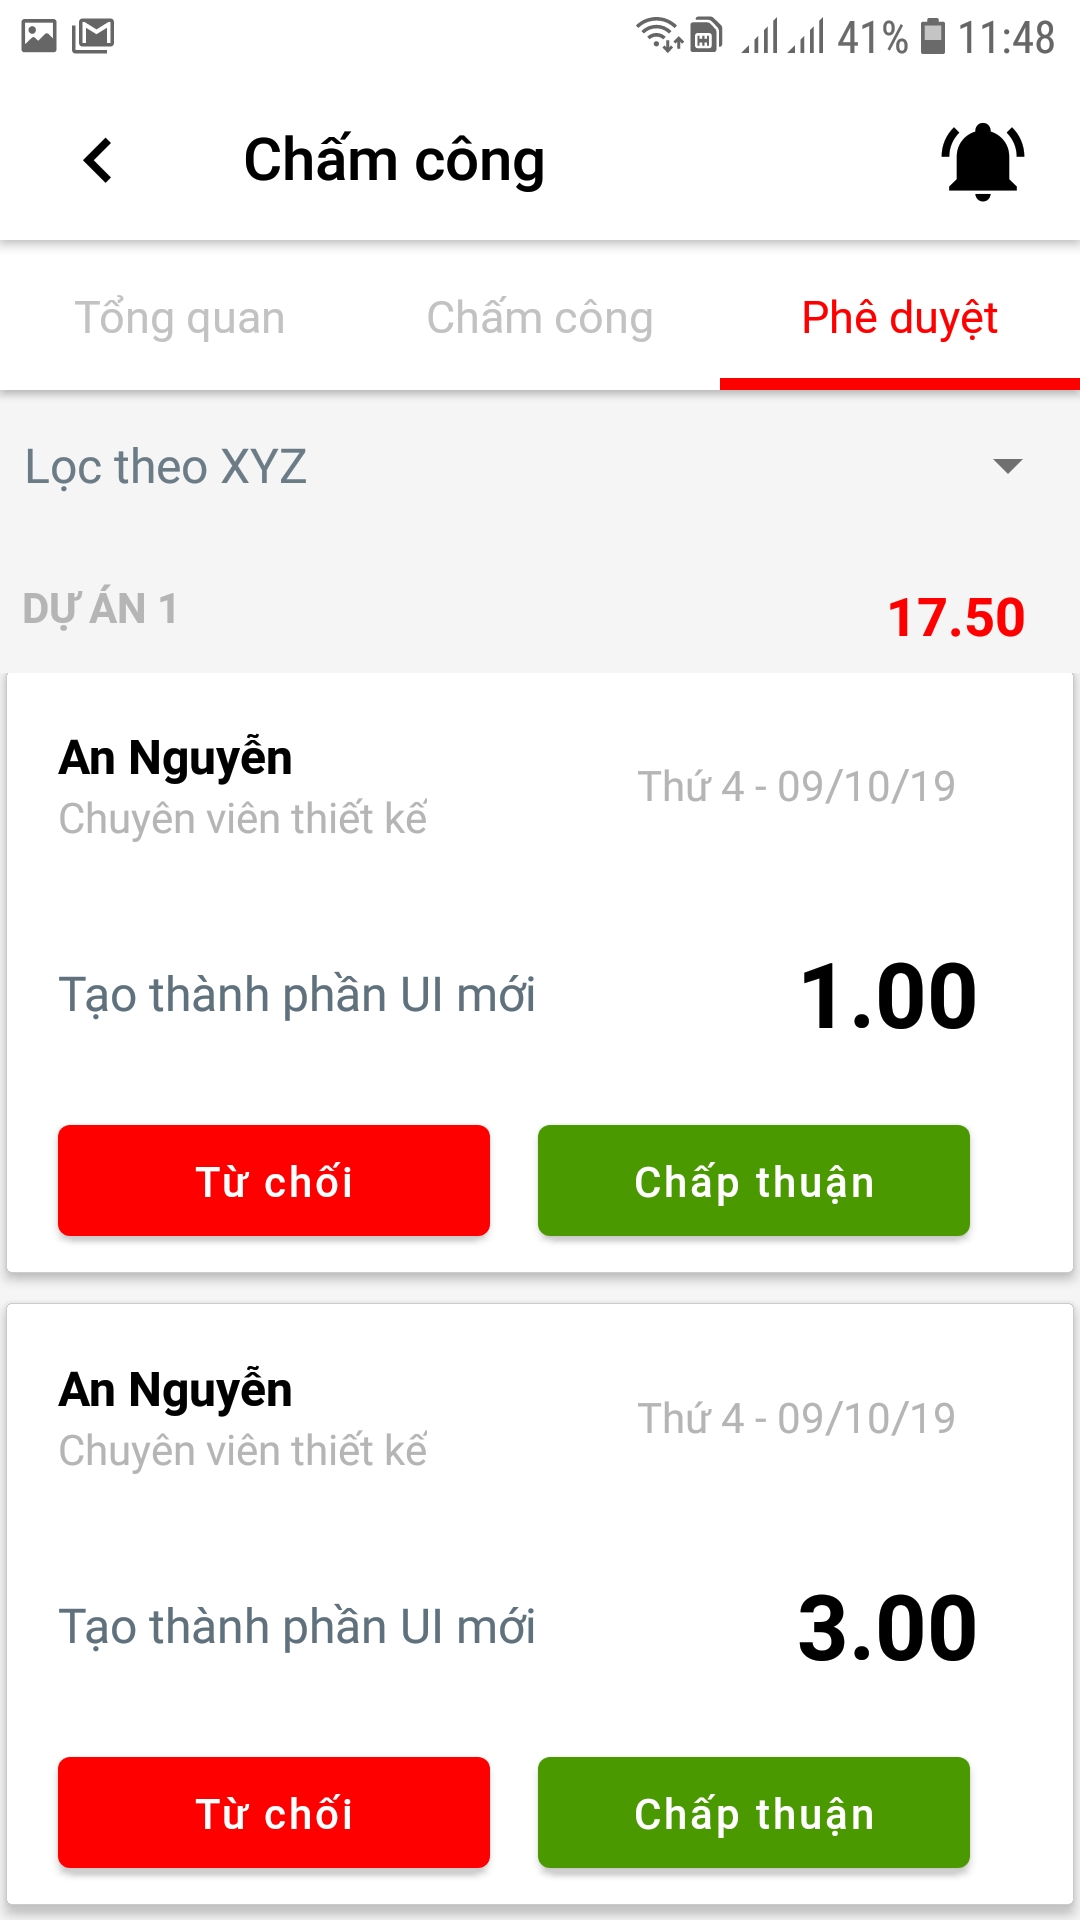 41% 11:48
Chấm công
Tổng quan Chấm công Phê duyệt
Lọc theo XYZ
DỰ ÁN 1 17.50
An Nguyễn
Thứ 4 - 09/10/19
Chuyên viên thiết kế
Tạo thành phần UI mới 1.00
Từ chối Chấp thuận
An Nguyễn
Thứ 4 - 09/10/19
Chuyên viên thiết kế
Tạo thành phần UI mới 3.00
Từ chối Chấp thuận